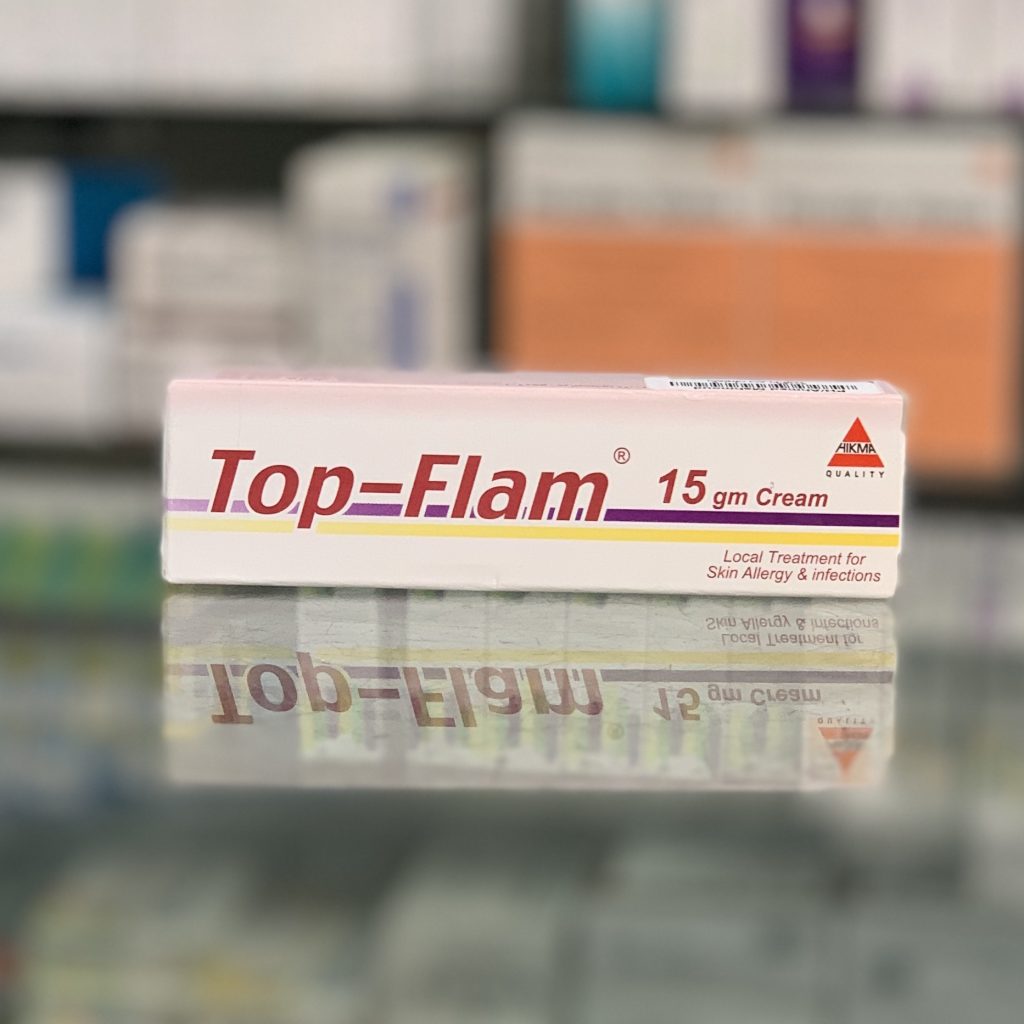 Top-Flam®
15 gm Cream
HIKMA
QUALITY
Local Treatment for
Skin Allergy & infections